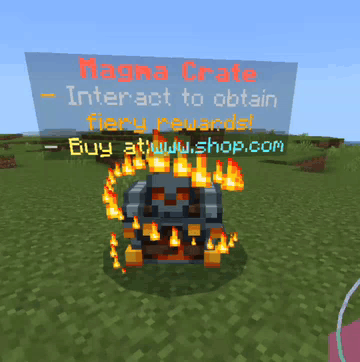 Magma Crate
- Interact to obtain
fiery rewards!
- Buy at:www.shop.com